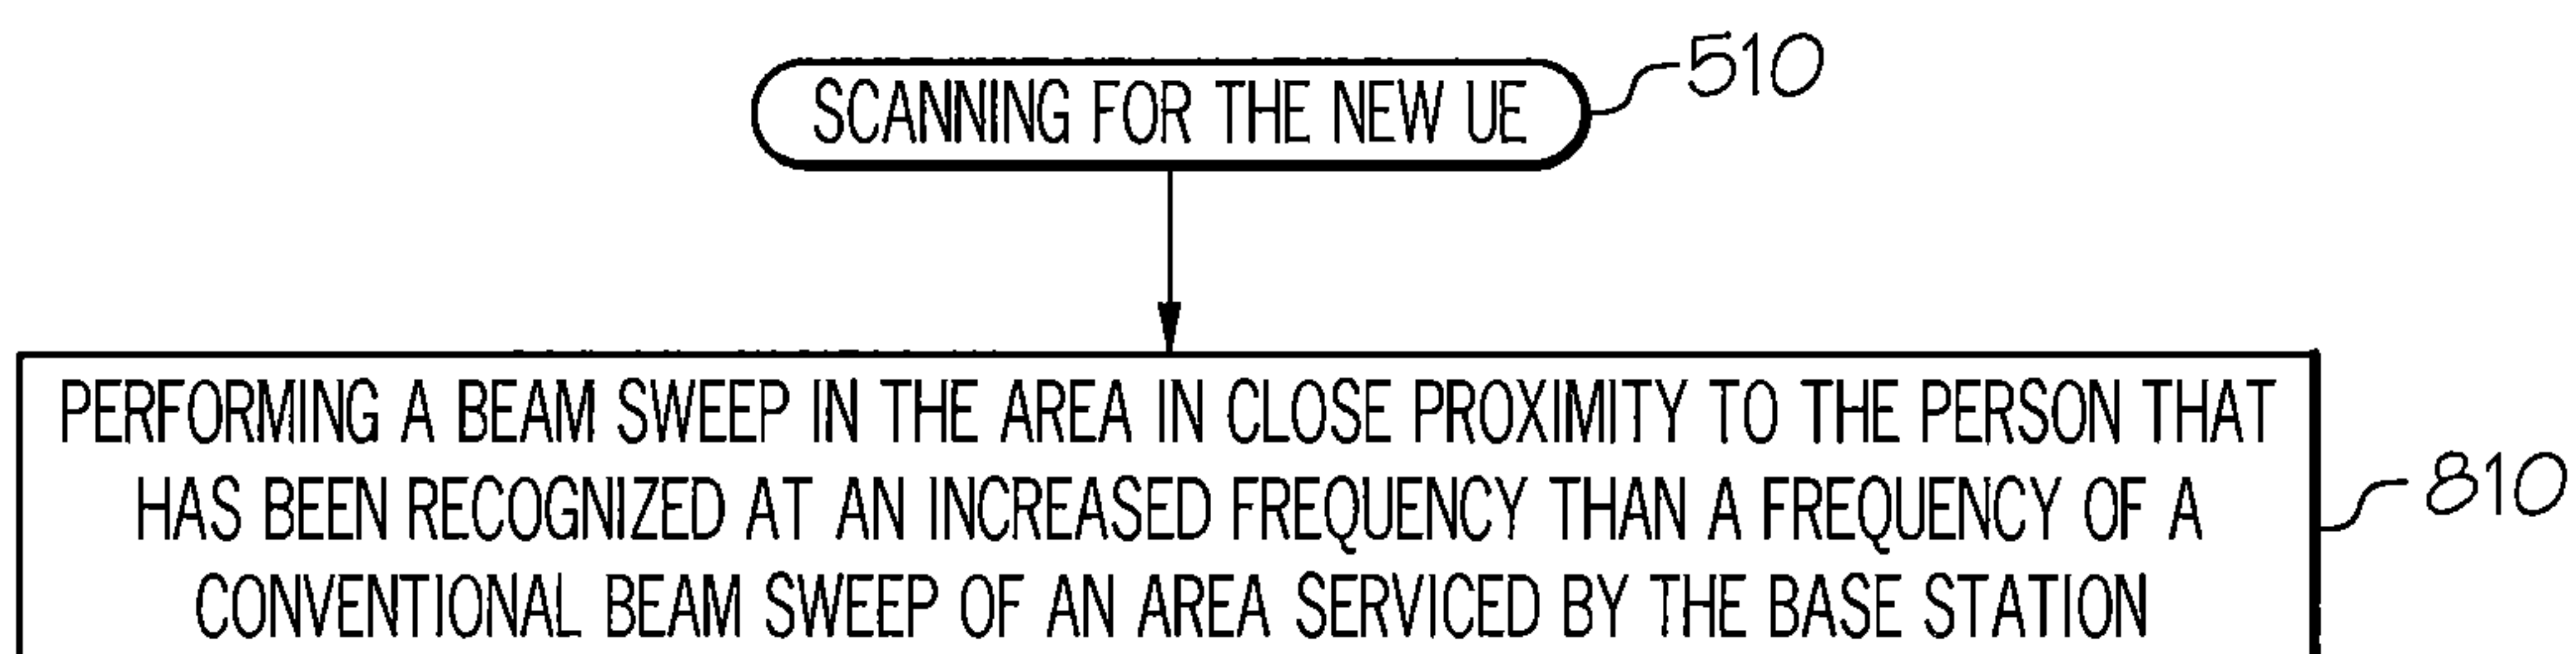 SCANNING FOR THE NEW UE
510
PERFORMING A BEAM SWEEP IN THE AREA IN CLOSE PROXIMITY TO THE PERSON THAT
HAS BEEN RECOGNIZED AT AN INCREASED FREQUENCY THAN A FREQUENCY OF A
CONVENTIONAL BEAM SWEEP OF AN AREA SERVICED BY THE BASE STATION
810